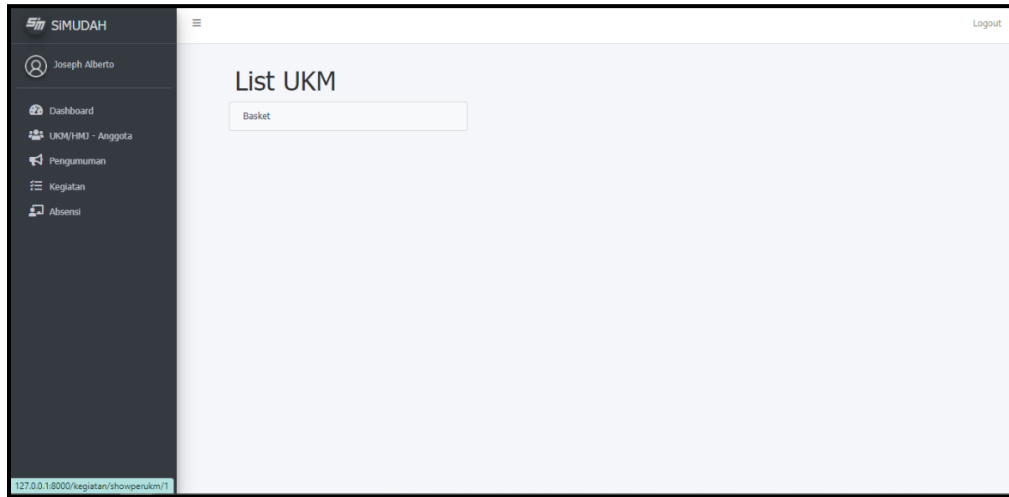 Sim SiMUDAH
Logout
Joseph Alberto
Dashboard
UKM/HMJ - Anggota
Pengumuman
Kegiatan
Absensi
List UKM
Basket
127.0.0.1:8000/kegiatan/showperukm/1